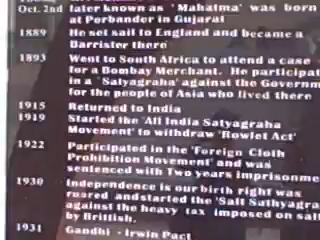 Oct. 2nd later known as 'Mahatma' was born
at Porbander in Gujarat
1889 He set sail to England and became a
Barrister there
1893 Went to South Africa to attend a case
for a Bombay Merchant. He participat
in a 'Satyagraha' against the Governm
for the people of Asia who lived there
1915 Returned to India
1919 Started the 'All India Satyagraha
Movement' to withdraw 'Rowlet Act'
1922 Participated in the 'Foreign Cloth
Prohibition Movement' and was
sentenced with Two years imprisonme
1930 Independence is our birth right was
roared andstarted the 'Salt Sathyagra
against the heavy tax imposed on salt
by Brittish.
1931 Gandhi - Irwin Pact